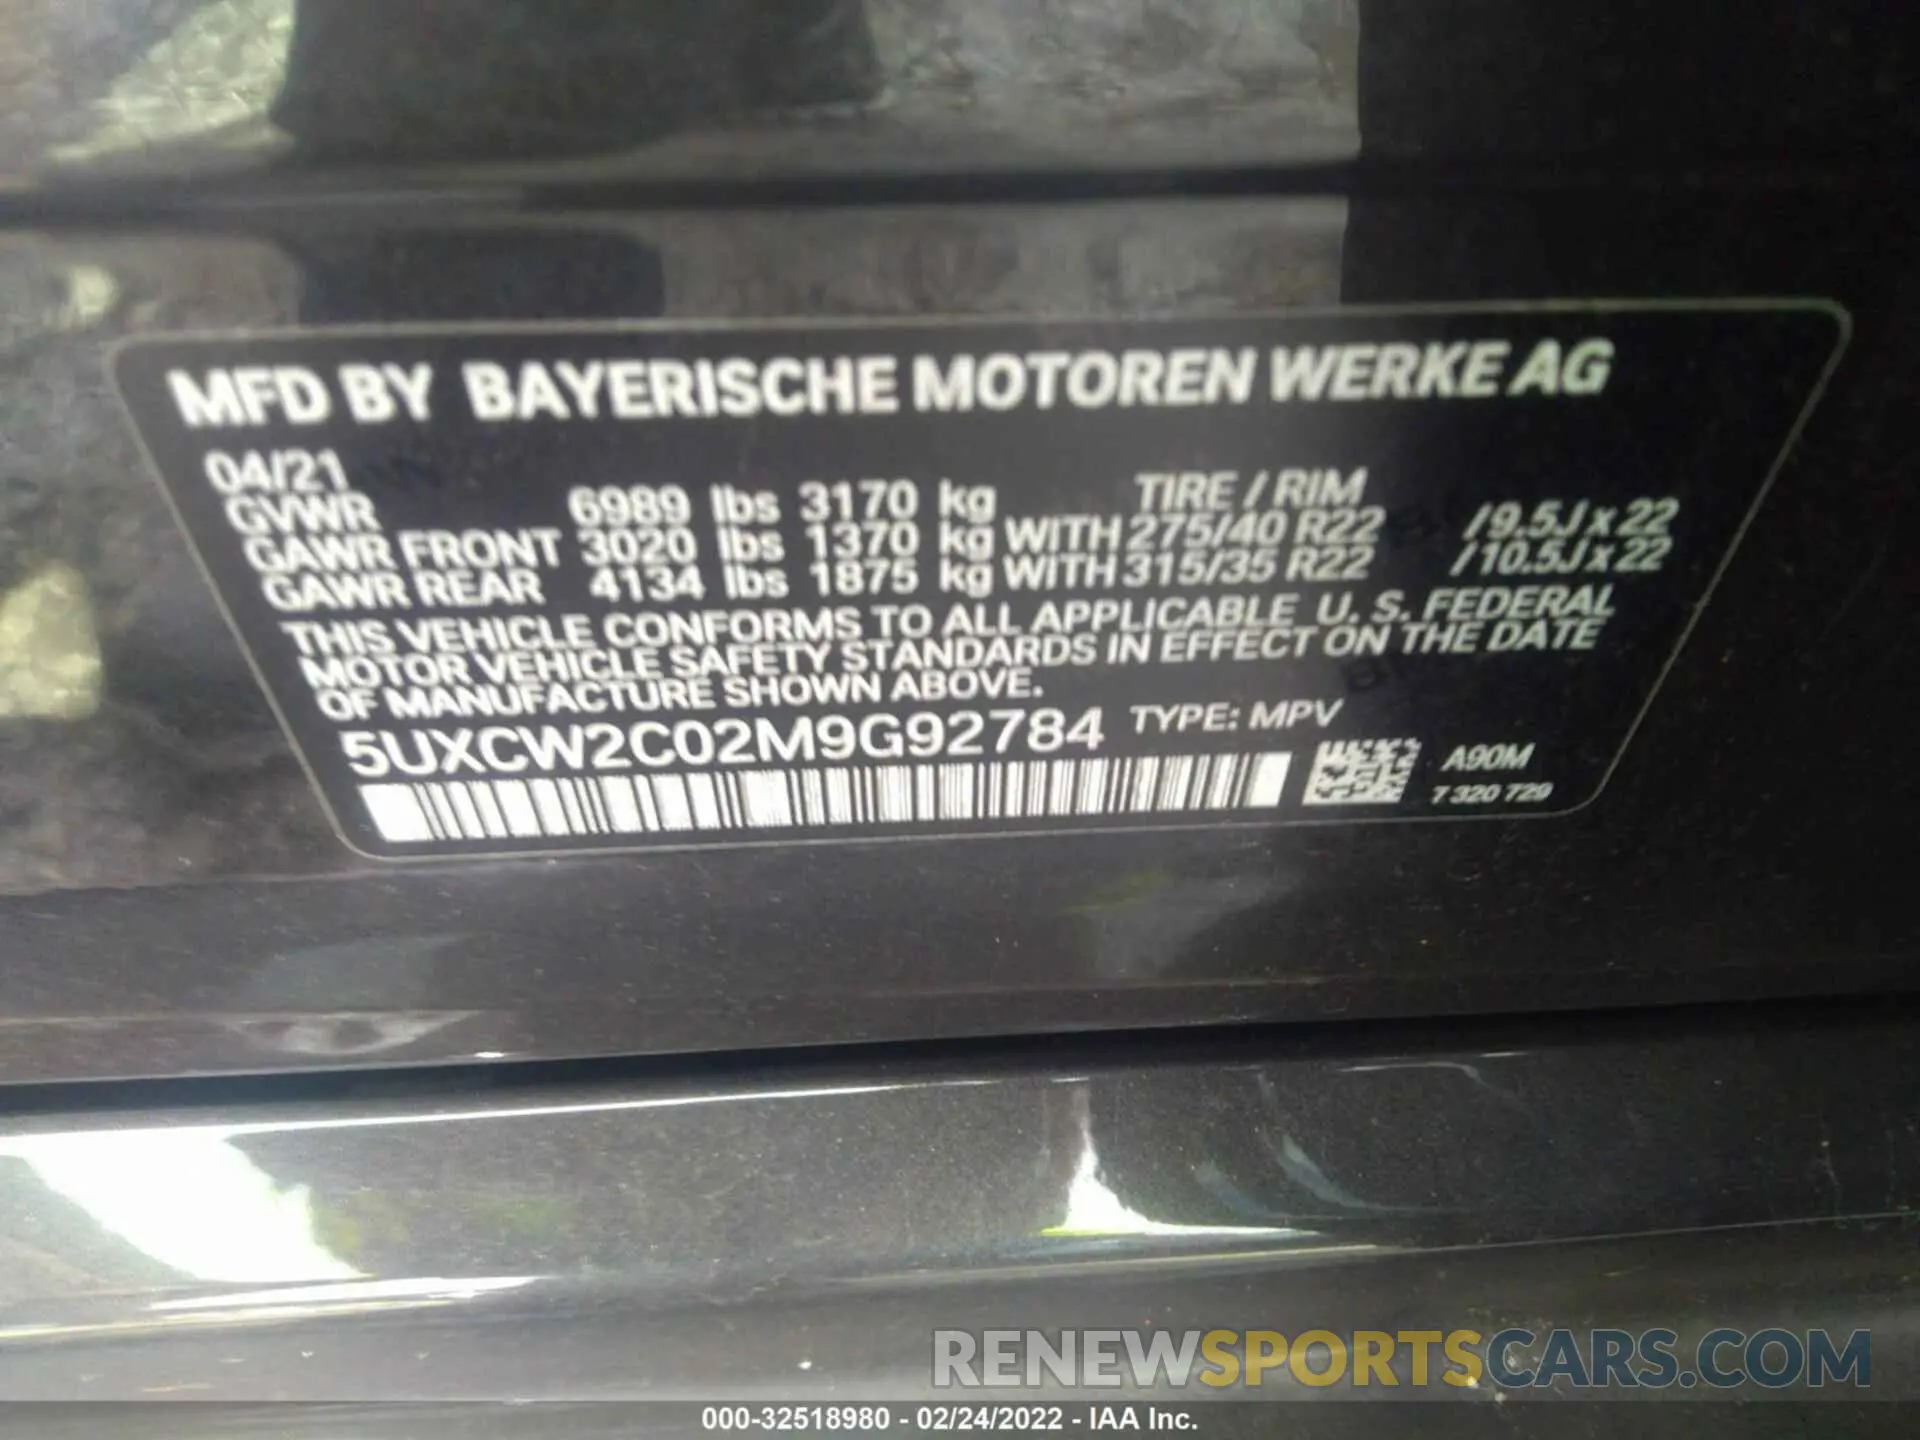 MFD BY BAYERISCHE MOTOREN WERKE AG
04/21
TIRE / RIM
GVWR 6989 lbs 3170 kg
GAWR FRONT 3020 lbs 1370 kg WITH 275/40 R22 / 9.5J x 22
GAWR REAR 4134 lbs 1875 kg WITH 315/35 R22 / 10.5J x 22
THIS VEHICLE CONFORMS TO ALL APPLICABLE U. S. FEDERAL
MOTOR VEHICLE SAFETY STANDARDS IN EFFECT ON THE DATE
OF MANUFACTURE SHOWN ABOVE.
5UXCW2C02M9G92784 TYPE: MPV
A90M
7 320 729
RENEWSPORTSCARS.COM
000-32518980 - 02/24/2022 - IAA Inc.